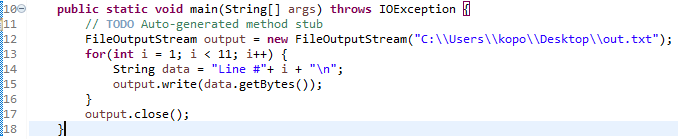 10 public static void main(String[] args) throws IOException {
11 // TODO Auto-generated method stub
12 FileOutputStream output = new FileOutputStream("C:\\Users\\kopo\\Desktop\\out.txt");
13 for(int i = 1; i < 11; i++) {
14 String data = "Line #"+ i + "\n";
15 output.write(data.getBytes());
16 }
17 output.close();
18 }